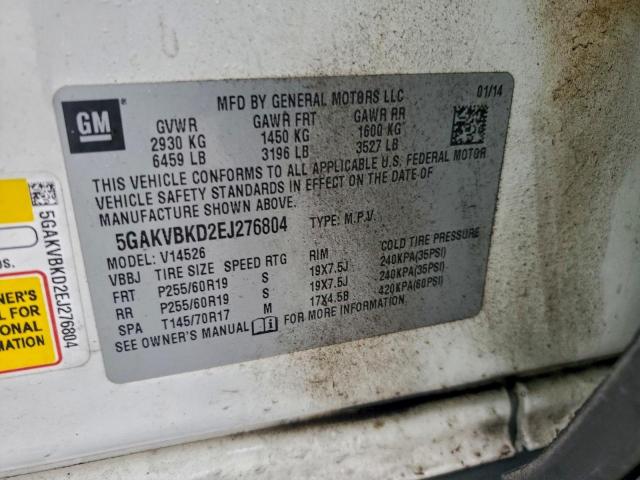 GM
MFD BY GENERAL MOTORS LLC 01/14
GVWR GAWR FRT GAWR RR
2930 KG 1450 KG 1600 KG
6459 LB 3196 LB 3527 LB
THIS VEHICLE CONFORMS TO ALL APPLICABLE U.S. FEDERAL MOTOR
VEHICLE SAFETY STANDARDS IN EFFECT ON THE DATE OF
MANUFACTURE SHOWN ABOVE.
5GAKVBKD2EJ276804 TYPE: M.P.V.
MODEL: V14526
VBBJ TIRE SIZE SPEED RTG RIM COLD TIRE PRESSURE
FRT P255/60R19 S 19X7.5J 240KPA(35PSI)
RR P255/60R19 S 19X7.5J 240KPA(35PSI)
SPA T145/70R17 M 17X4.5B 420KPA(60PSI)
SEE OWNER'S MANUAL
5GAKVBKD2EJ276804
NER'S
L FOR
ONAL
MATION